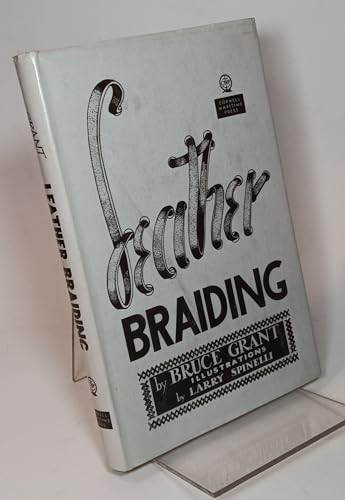 CORNELL
MARITIME
PRESS
Leather
BRAIDING
by BRUCE GRANT
ILLUSTRATIONS
by LARRY SPINELLI
GRANT
LEATHER BRAIDING